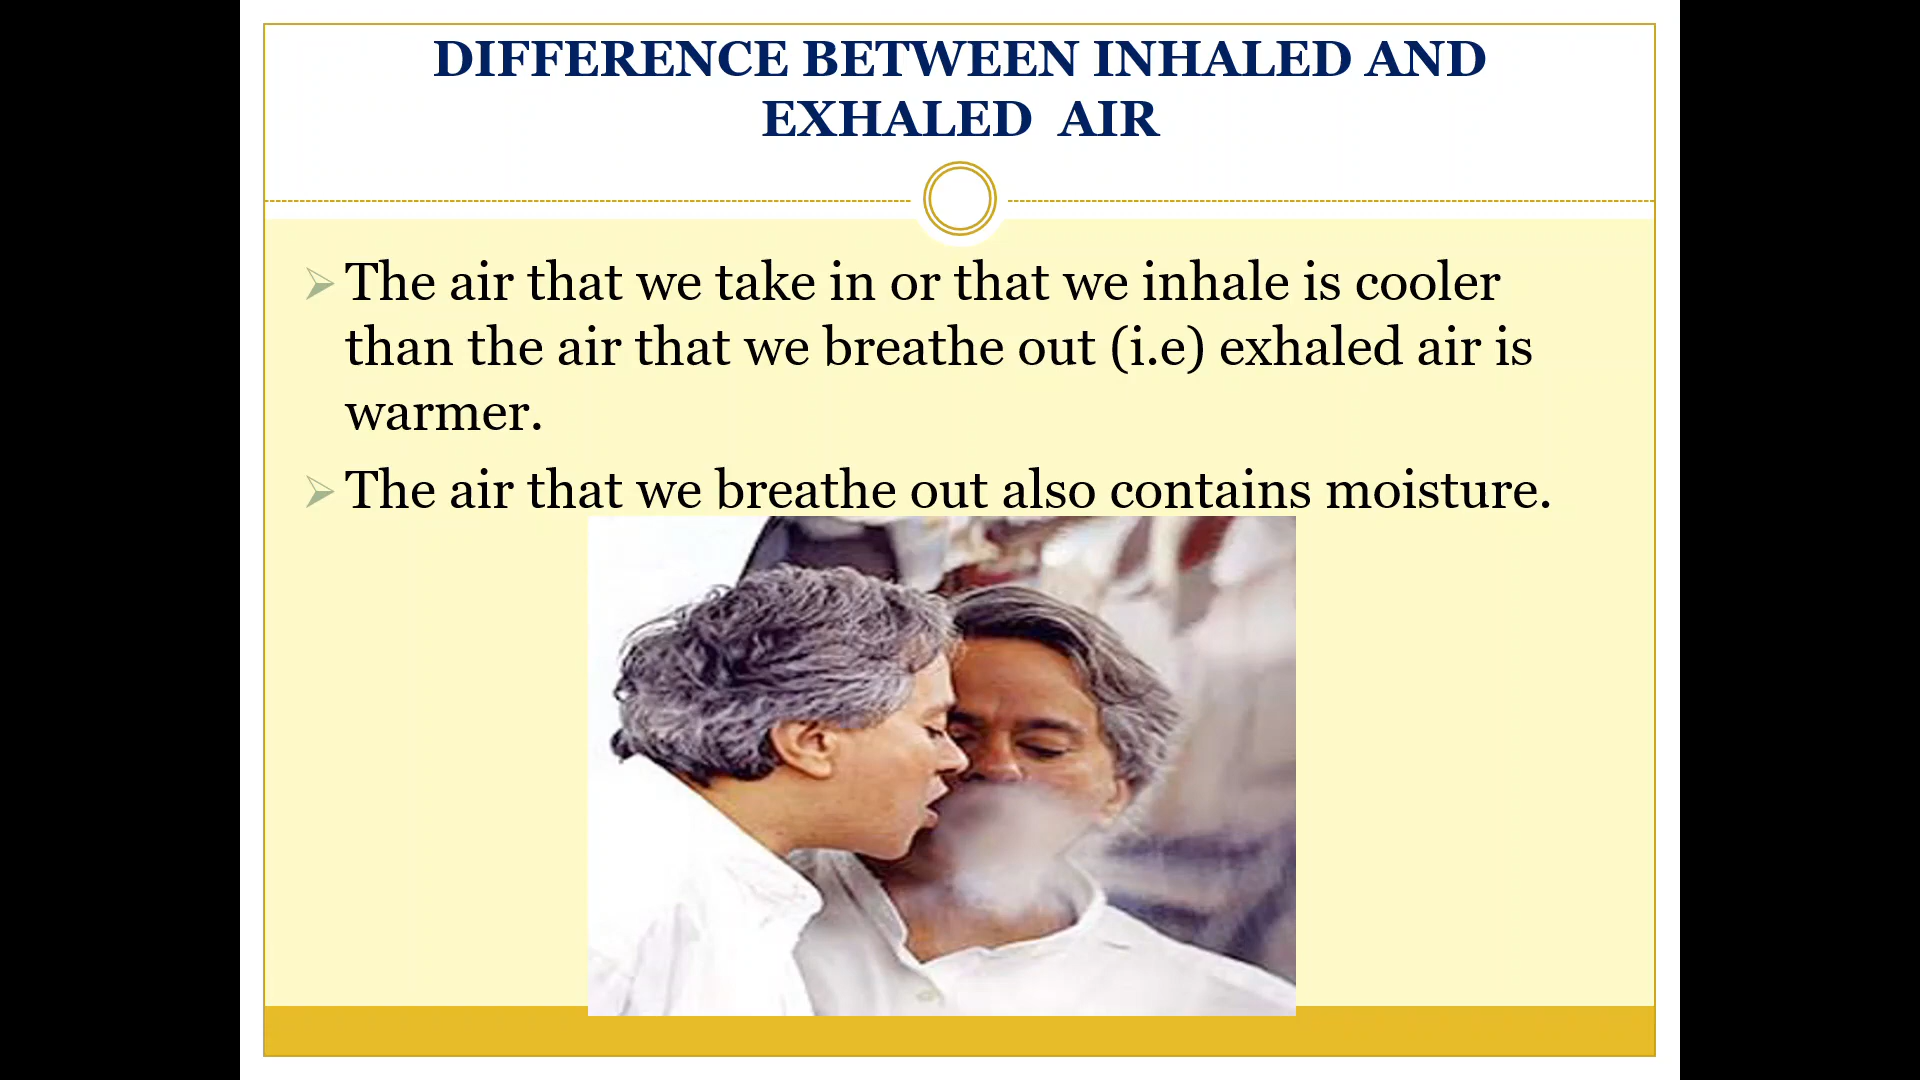 DIFFERENCE BETWEEN INHALED AND
EXHALED AIR
The air that we take in or that we inhale is cooler
than the air that we breathe out (i.e) exhaled air is
warmer.
The air that we breathe out also contains moisture.